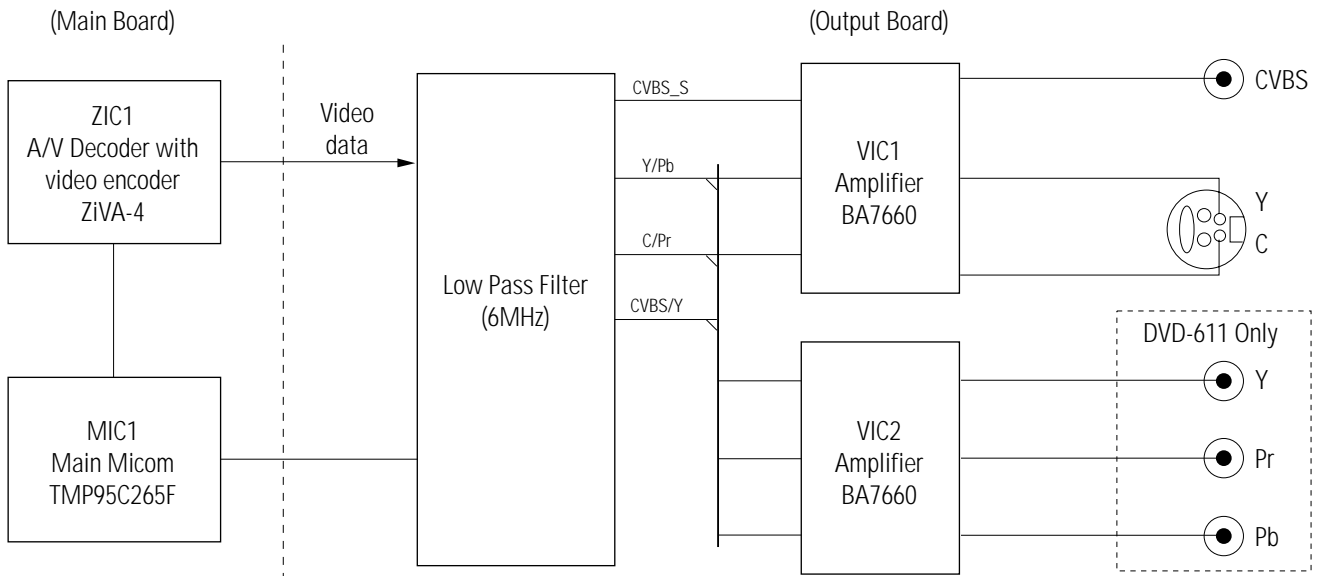 (Main Board)
(Output Board)
ZIC1
A/V Decoder with
video encoder
ZiVA-4
Video
data
MIC1
Main Micom
TMP95C265F
Low Pass Filter
(6MHz)
CVBS_S
Y/Pb
C/Pr
CVBS/Y
VIC1
Amplifier
BA7660
VIC2
Amplifier
BA7660
CVBS
Y
C
DVD-611 Only
Y
Pr
Pb